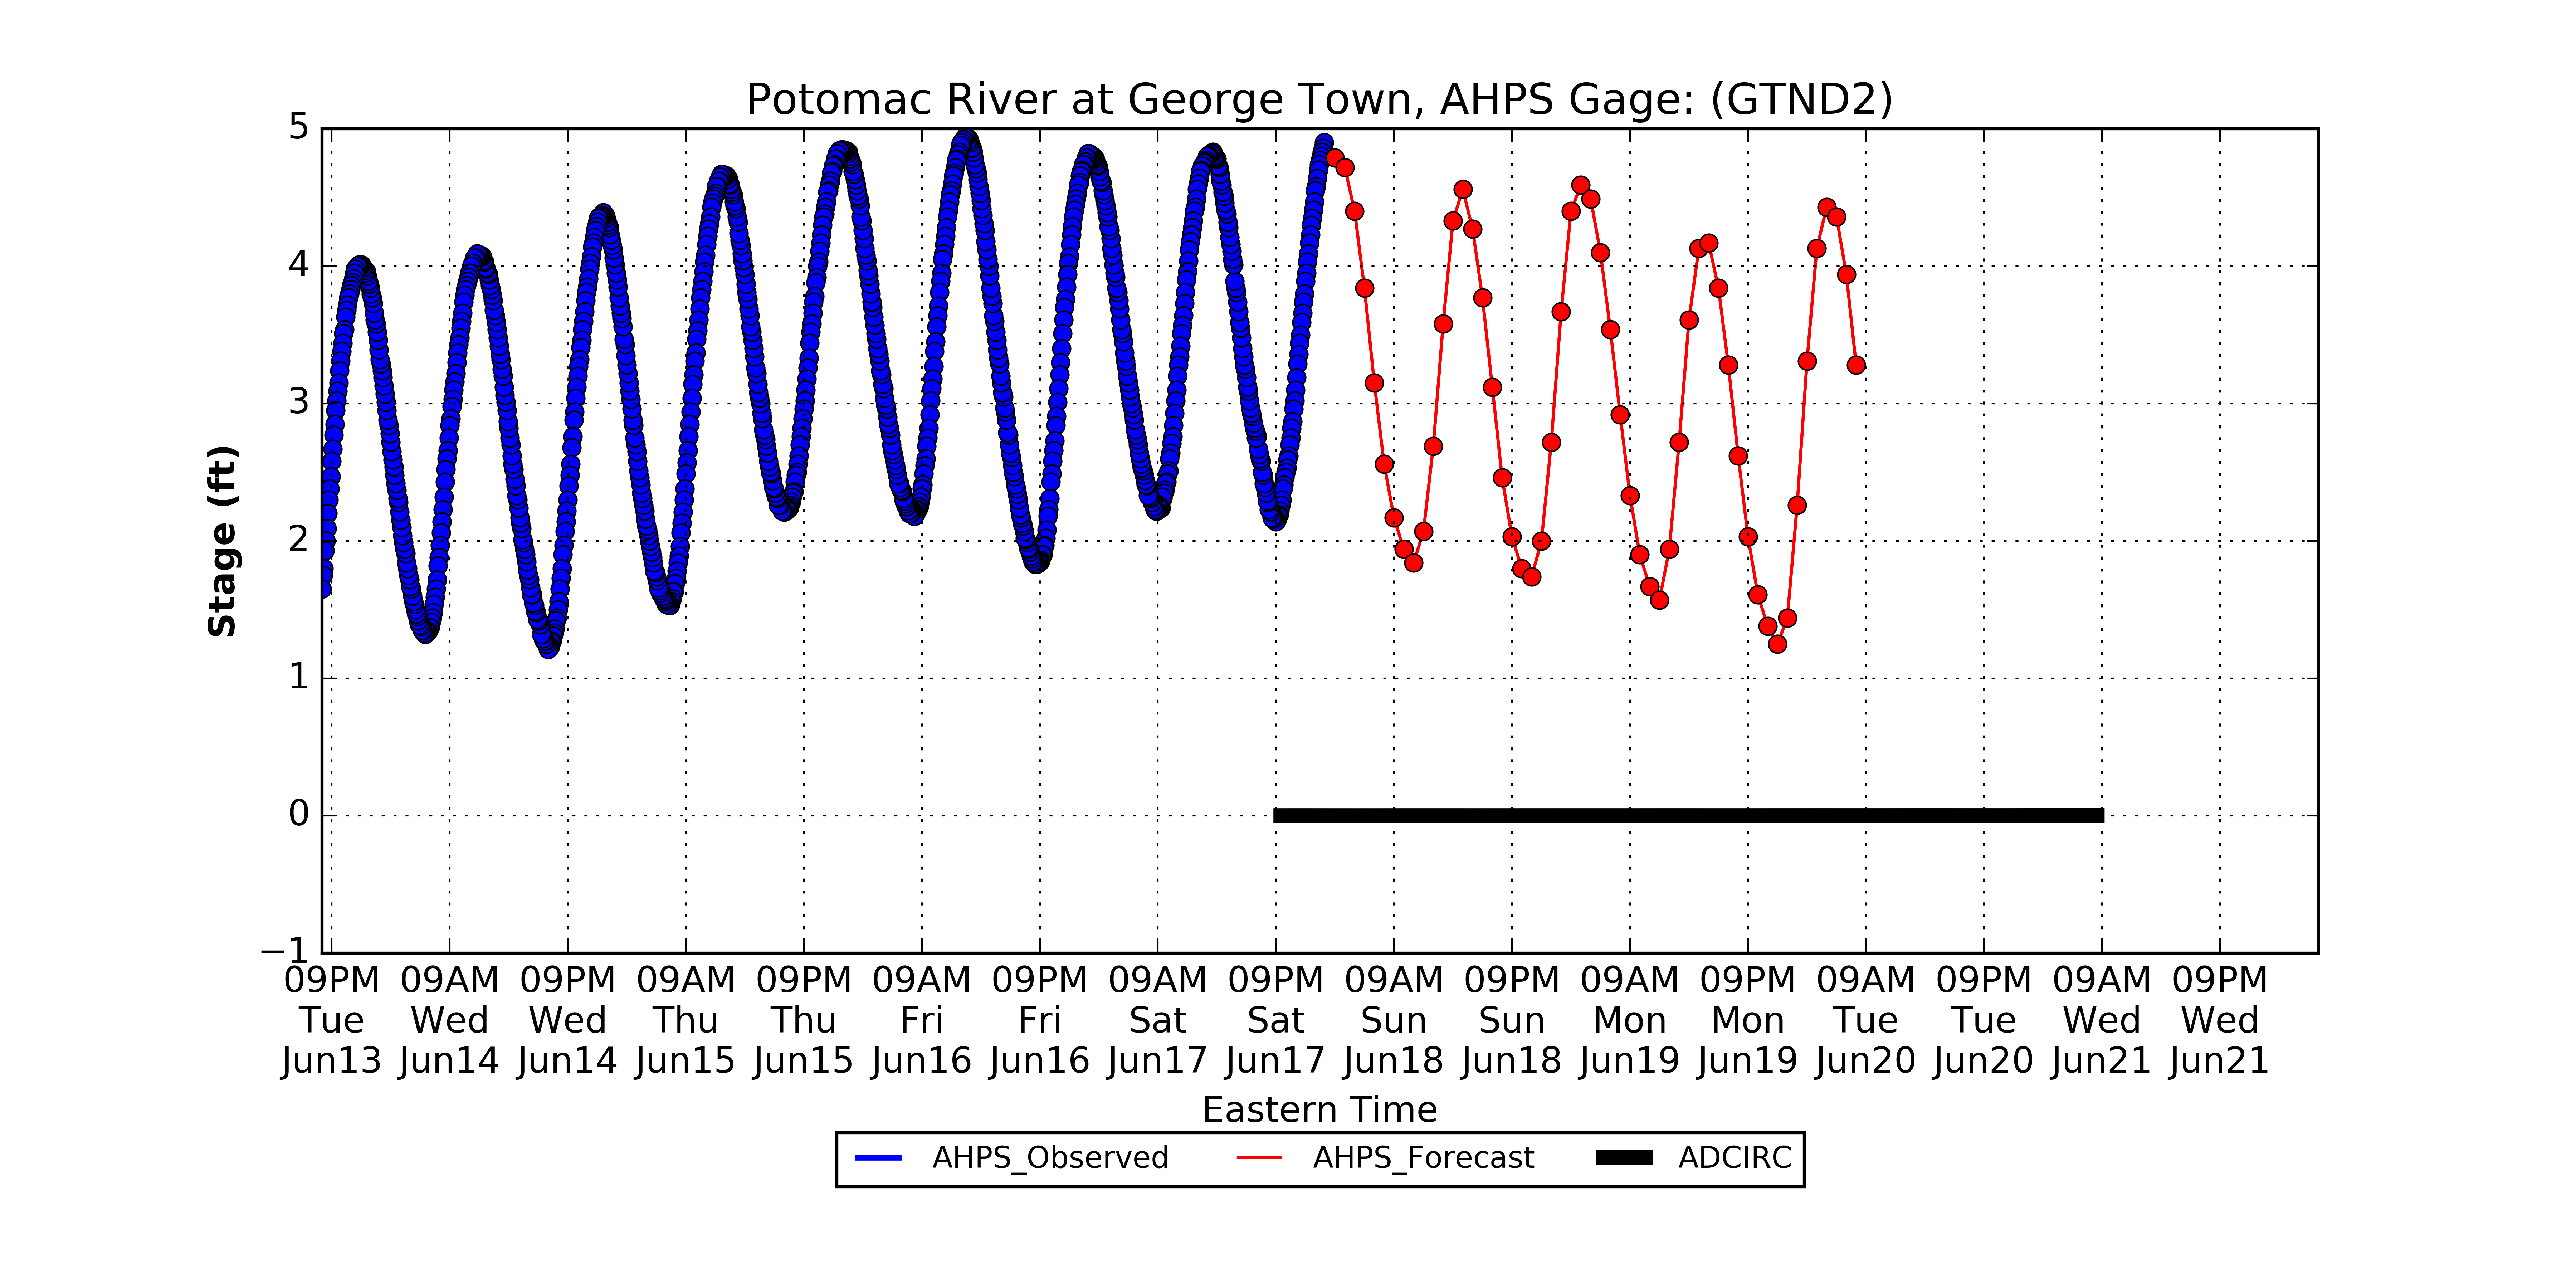 Potomac River at George Town, AHPS Gage: (GTND2)
Stage (ft)
5
4
3
2
1
0
−1
09PM 09AM 09PM 09AM 09PM 09AM 09PM 09AM 09PM 09AM 09PM 09AM 09PM 09AM 09PM 09AM 09PM
Tue Wed Wed Thu Thu Fri Fri Sat Sat Sun Sun Mon Mon Tue Tue Wed Wed
Jun13 Jun14 Jun14 Jun15 Jun15 Jun16 Jun16 Jun17 Jun17 Jun18 Jun18 Jun19 Jun19 Jun20 Jun20 Jun21 Jun21
Eastern Time
AHPS_Observed AHPS_Forecast ADCIRC